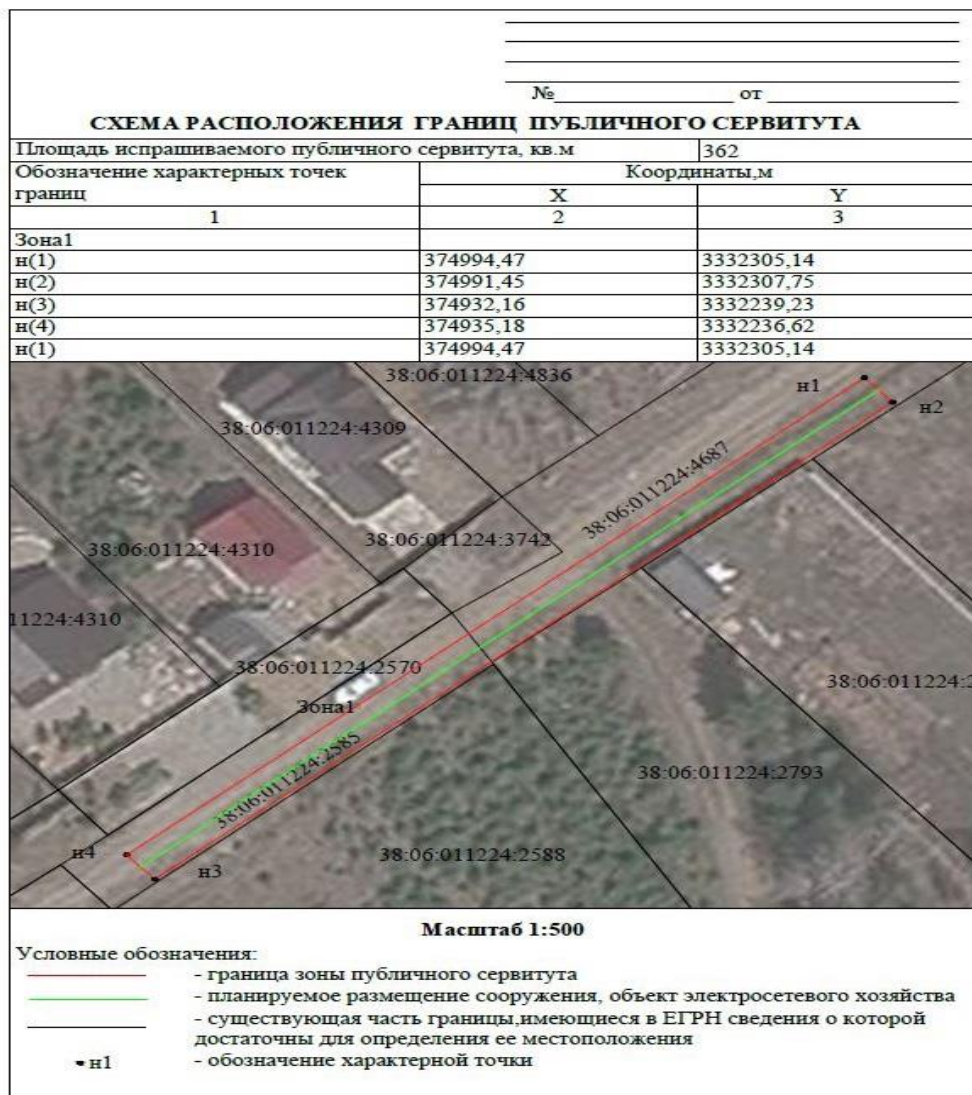 № от
СХЕМА РАСПОЛОЖЕНИЯ ГРАНИЦ ПУБЛИЧНОГО СЕРВИТУТА
Площадь испрашиваемого публичного сервитута, кв.м 362
Обозначение характерных точек границ Координаты,м
X Y
1 2 3
Зона1
н(1) 374994,47 3332305,14
н(2) 374991,45 3332307,75
н(3) 374932,16 3332239,23
н(4) 374935,18 3332236,62
н(1) 374994,47 3332305,14
38:06:011224:4836
н1
н2
38:06:011224:4309
38:06:011224:4687
38:06:011224:3742
38:06:011224:4310
11224:4310
38:06:011224:2570
38:06:011224:2
Зона1
38:06:011224:2585
38:06:011224:2793
38:06:011224:2588
н4
н3
Масштаб 1:500
Условные обозначения:
- граница зоны публичного сервитута
- планируемое размещение сооружения, объект электросетевого хозяйства
- существующая часть границы,имеющиеся в ЕГРН сведения о которой
достаточны для определения ее местоположения
н1 - обозначение характерной точки